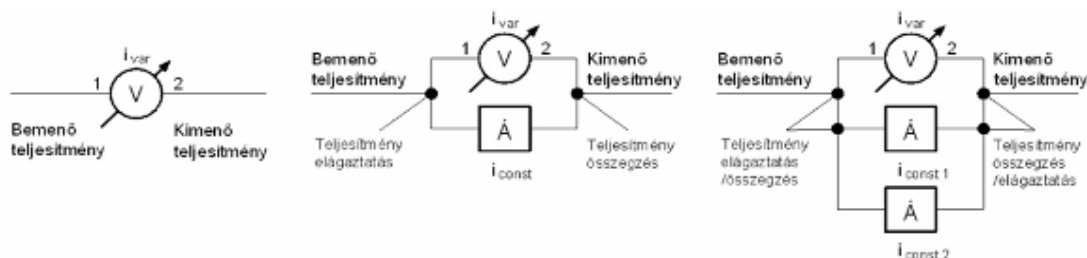 i var
1
V
2
Bemenő
teljesítmény
Kimenő
teljesítmény
i var
Bemenő
teljesítmény
1
V
2
Kimenő
teljesítmény
Teljesítmény
elágaztatás
Á
Teljesítmény
összegzés
i const
i var
Bemenő
teljesítmény
1
V
2
Kimenő
teljesítmény
Teljesítmény
elágaztatás
/összegzés
Á
i const 1
Teljesítmény
összegzés
/elágaztatás
Á
i const 2